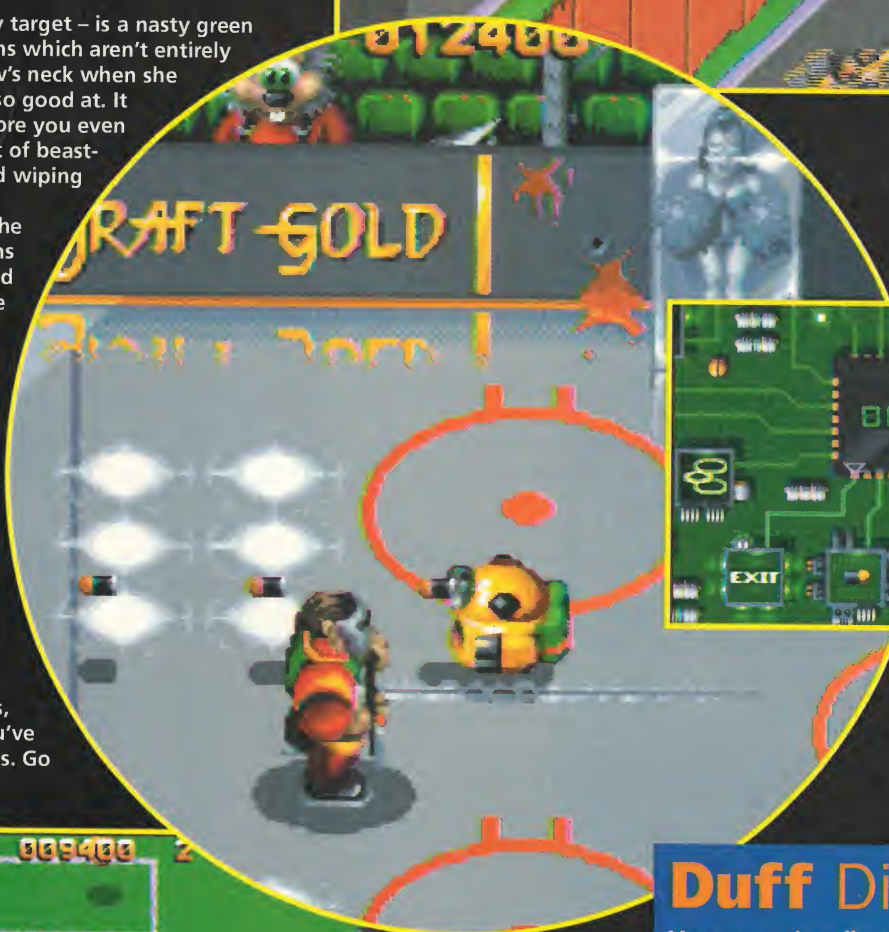 y target – is a nasty green
ns which aren't entirely
v's neck when she
so good at. It
ore you even
t of beast-
d wiping
he
ns
d
e
s,
u've
s. Go
012400
RAFT GOLD
EXIT
009400 2
Duff Di